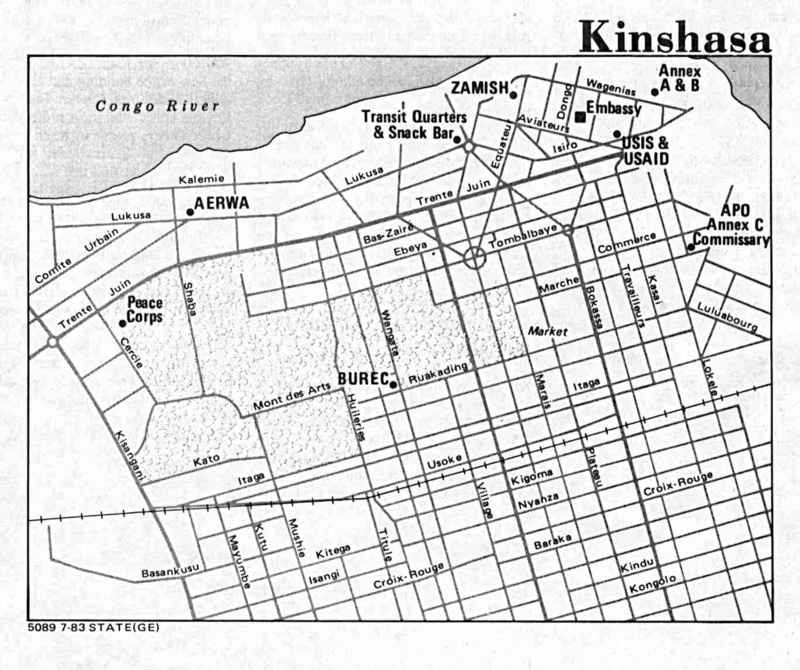 Kinshasa
Congo River
ZAMISH
Annex
A & B
Wagenias
Dongo
Embassy
Transit Quarters
& Snack Bar
Aviateurs
Equateur
Isiro
USIS &
USAID
Kalemie
Lukusa
Trente Juin
AERWA
Lukusa
Comite Urbain
Bas-Zaire
Ebeya
Tombalbaye
Commerce
APO
Annex C
Commissary
Trente Juin
Shaba
Peace
Corps
Cercle
Wangata
Marche
Bokassa
Travailleurs
Kasai
Luluabourg
Market
BUREC
Ruakading
Mont des Arts
Huileries
Marais
Itaga
Lokele
Kisangani
Kato
Itaga
Usoke
Village
Kigoma
Nyahza
Plateau
Croix-Rouge
Mayumbe
Kutu
Mushie
Kitega
Titule
Baraka
Basankusu
Isangi
Croix-Rouge
Kindu
Kongolo
5089 7-83 STATE(GE)